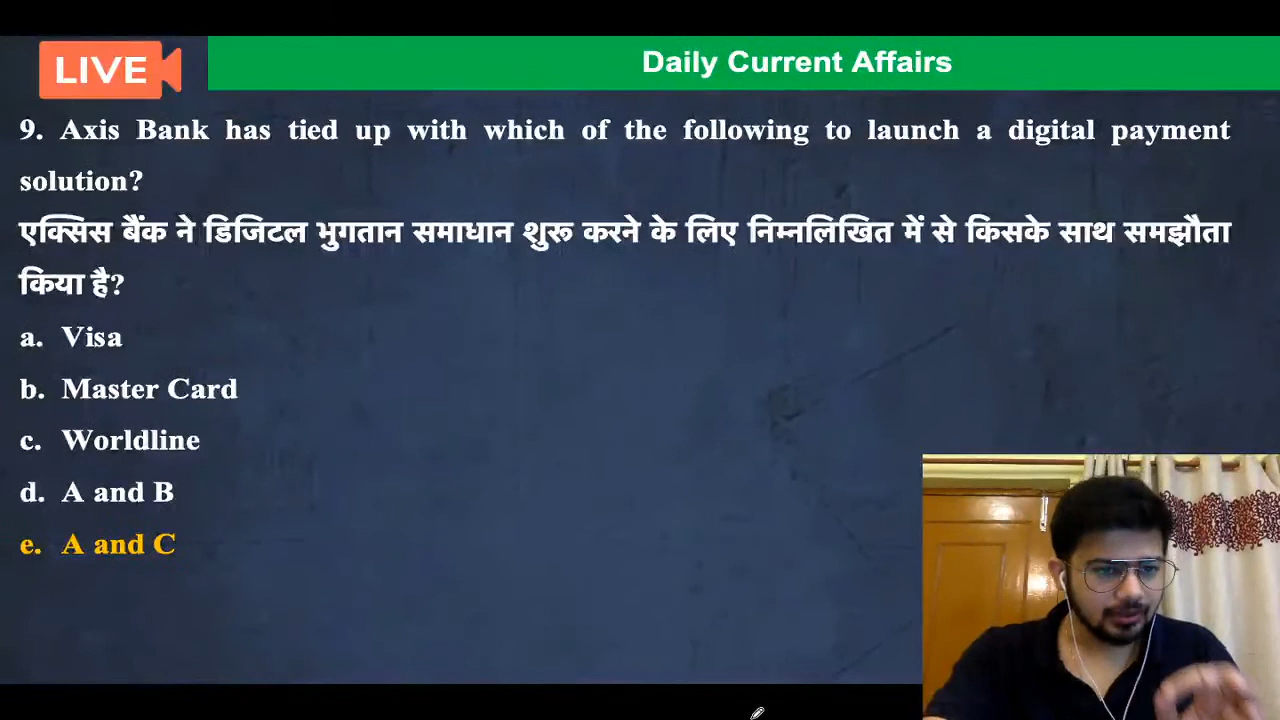 LIVE
Daily Current Affairs
9. Axis Bank has tied up with which of the following to launch a digital payment
solution?
एक्सिस बैंक ने डिजिटल भुगतान समाधान शुरू करने के लिए निम्नलिखित में से किसके साथ समझौता
किया है?
a. Visa
b. Master Card
c. Worldline
d. A and B
e. A and C